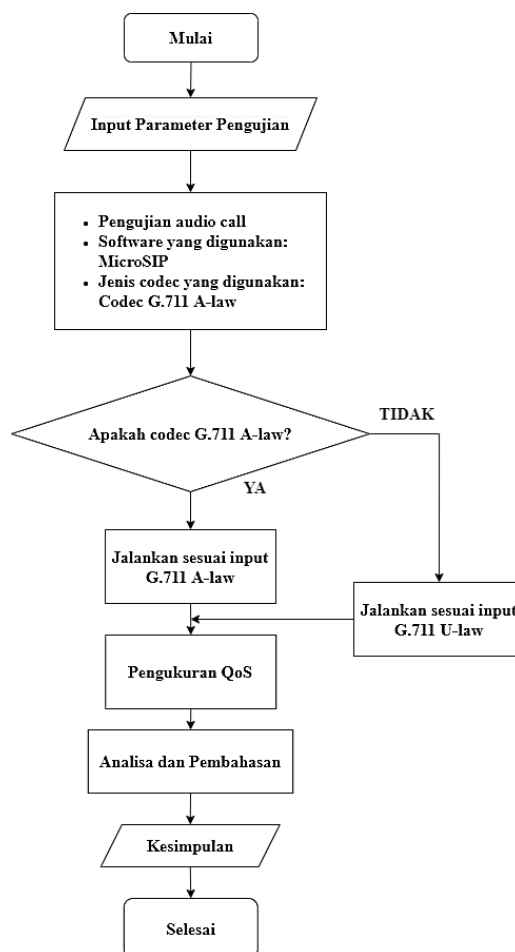 Mulai
Input Parameter Pengujian
• Pengujian audio call
• Software yang digunakan:
MicroSIP
• Jenis codec yang digunakan:
Codec G.711 A-law
Apakah codec G.711 A-law?
TIDAK
YA
Jalankan sesuai input
G.711 A-law
Jalankan sesuai input
G.711 U-law
Pengukuran QoS
Analisa dan Pembahasan
Kesimpulan
Selesai